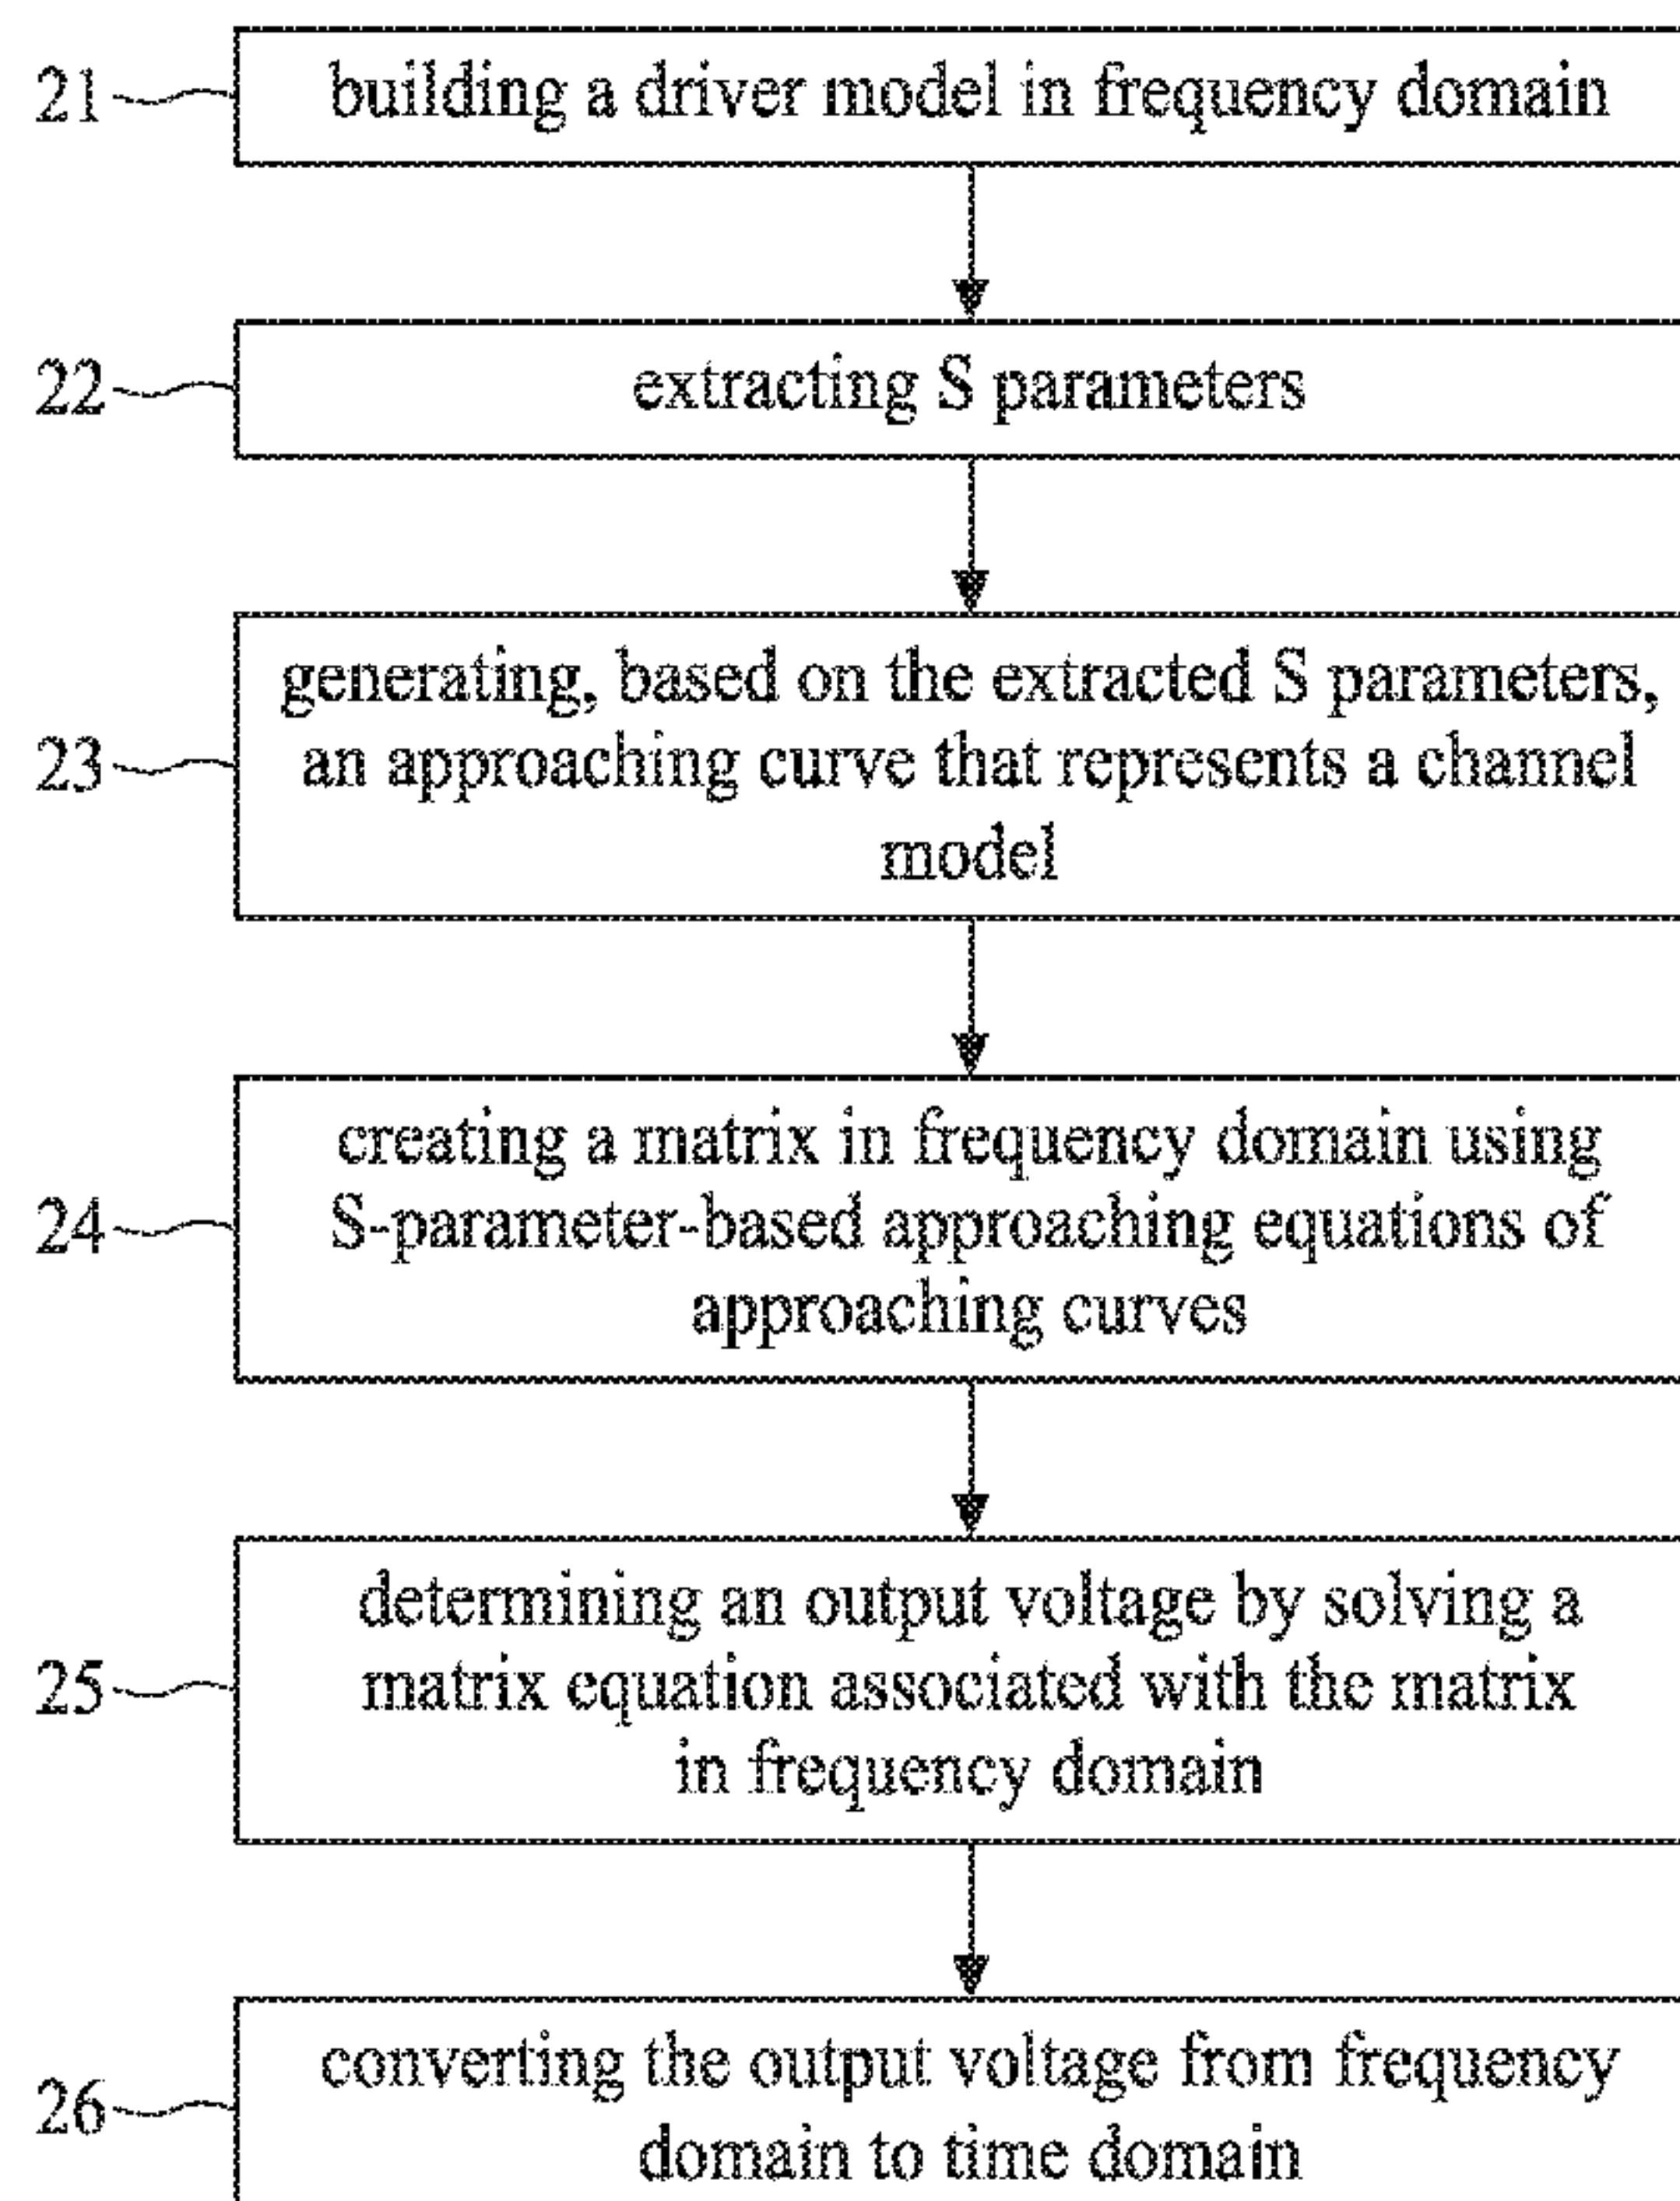 21 building a driver model in frequency domain
22 extracting S parameters
generating, based on the extracted S parameters,
23 an approaching curve that represents a channel
model
creating a matrix in frequency domain using
24 S-parameter-based approaching equations of
approaching curves
determining an output voltage by solving a
25 matrix equation associated with the matrix
in frequency domain
26 converting the output voltage from frequency
domain to time domain